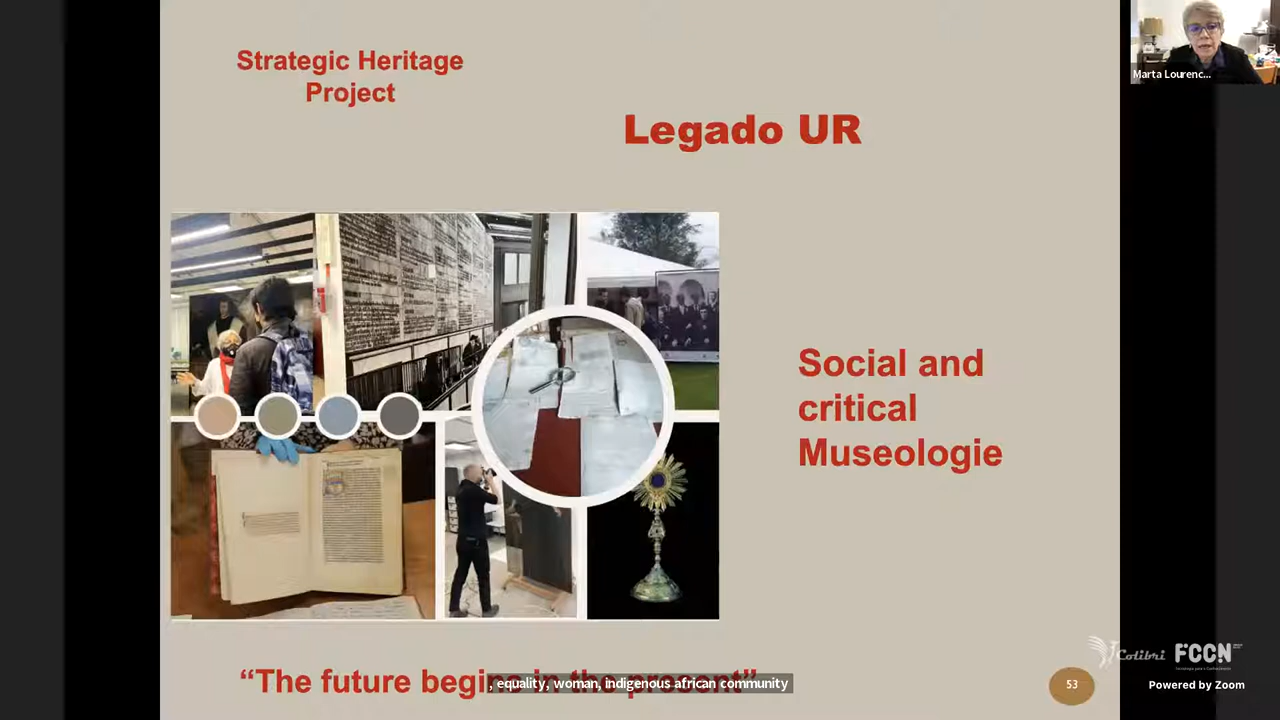 Strategic Heritage
Project
Legado UR
Marta Lourenc...
Social and
critical
Museologie
“The future begins in the present”
, equality, woman, indigenous african community
53
Colibri
FCCN
Powered by Zoom